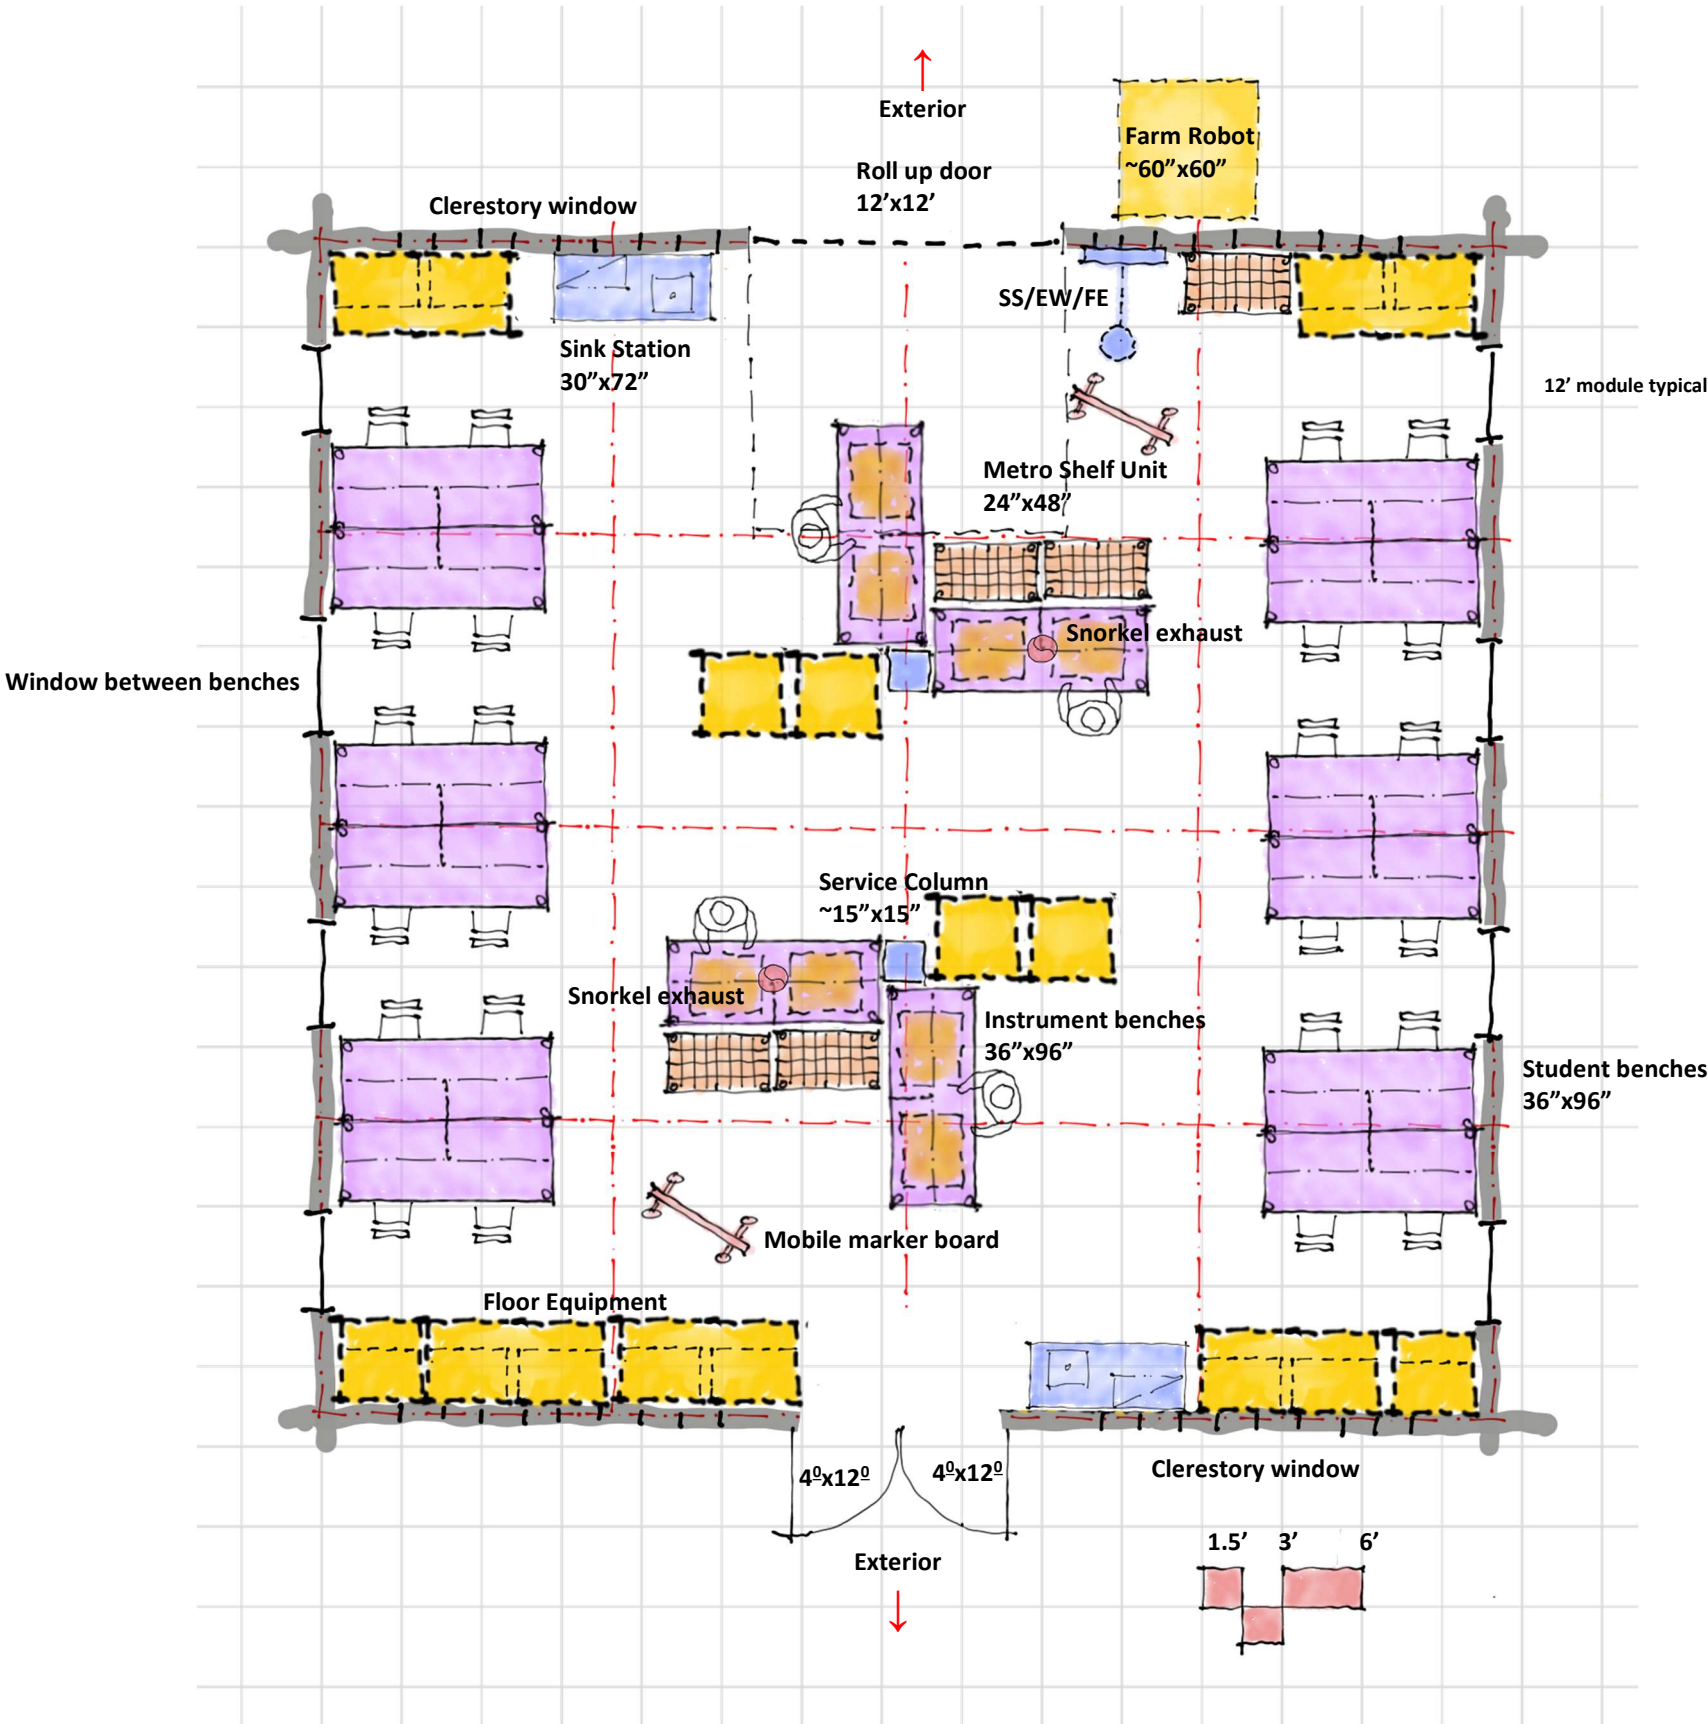 Exterior
Farm Robot
~60”x60”
Roll up door
12’x12’
Clerestory window
SS/EW/FE
Sink Station
30”x72”
12’ module typical
Metro Shelf Unit
24”x48”
Snorkel exhaust
Window between benches
Service Column
~15”x15”
Snorkel exhaust
Instrument benches
36”x96”
Student benches
36”x96”
Mobile marker board
Floor Equipment
4⁰x12⁰
4⁰x12⁰
Clerestory window
Exterior
1.5’ 3’ 6’